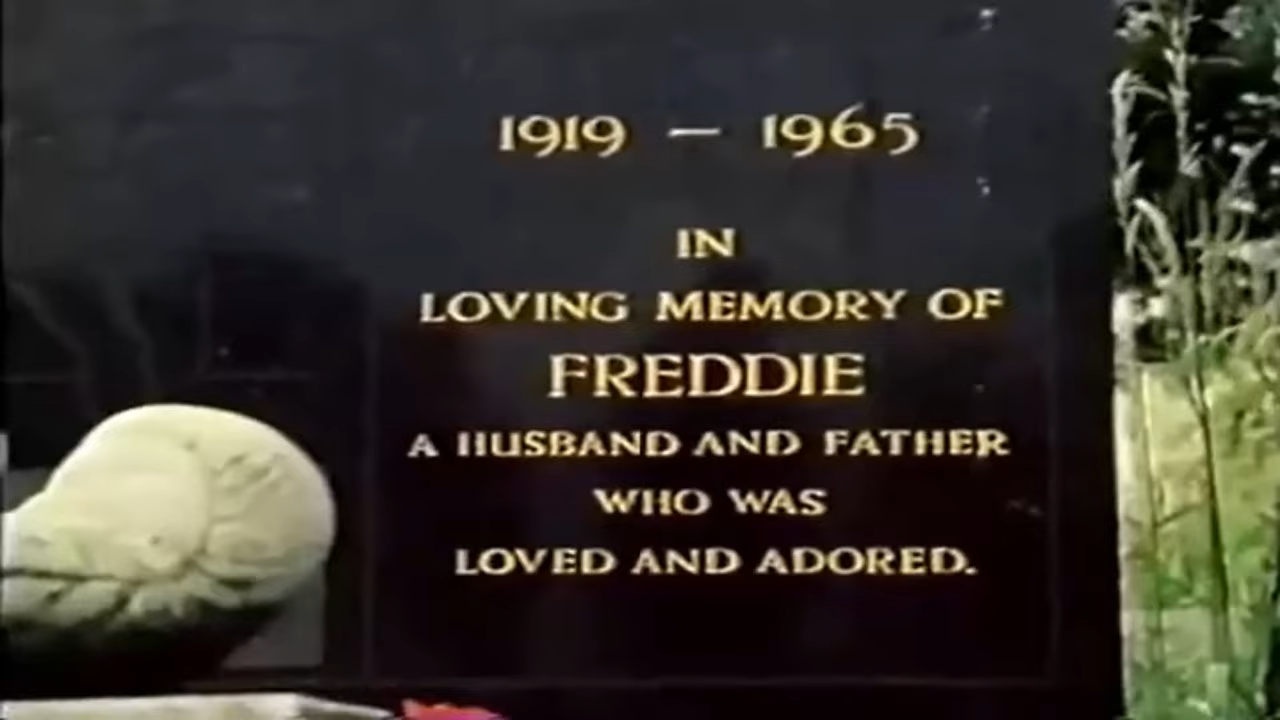 1919 – 1965
IN
LOVING MEMORY OF
FREDDIE
A HUSBAND AND FATHER
WHO WAS
LOVED AND ADORED.